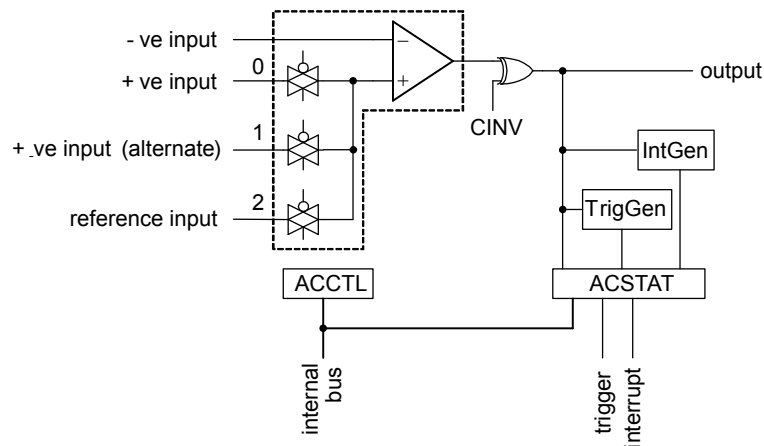 - ve input
−
+ ve input
0
+
output
CINV
+ -ve input (alternate)
1
IntGen
reference input
2
TrigGen
ACCTL
ACSTAT
internal
bus
trigger
interrupt